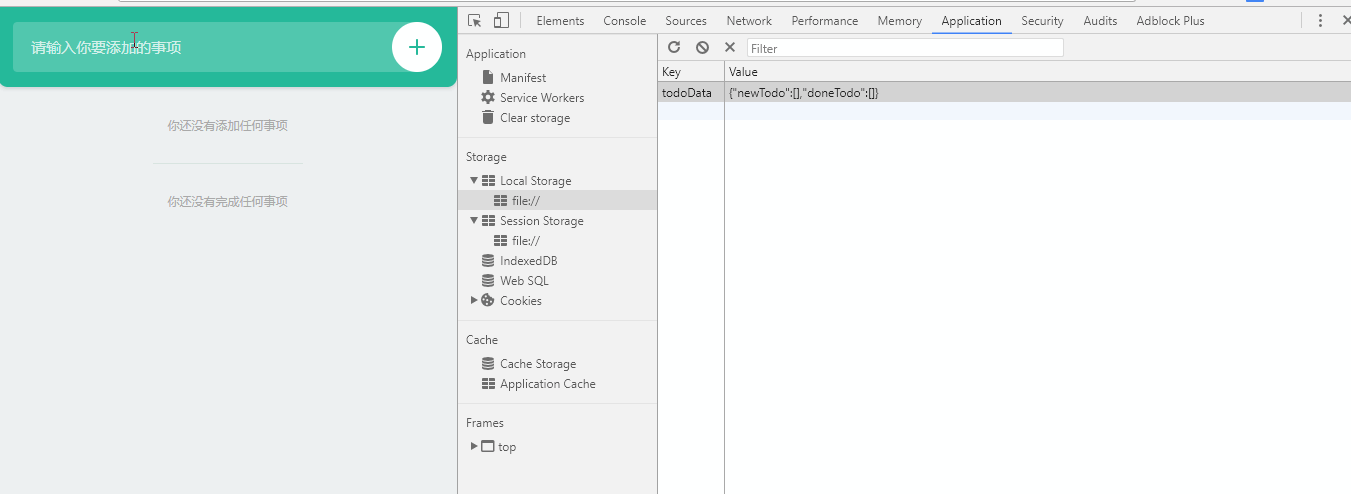 请输入你要添加的事项
你还没有添加任何事项
你还没有完成任何事项
Elements Console Sources Network Performance Memory Application Security Audits Adblock Plus
Application
Manifest
Service Workers
Clear storage
Storage
Local Storage
file://
Session Storage
file://
IndexedDB
Web SQL
Cookies
Cache
Cache Storage
Application Cache
Frames
top
Filter
Key Value
todoData {"newTodo":[],"doneTodo":[]}